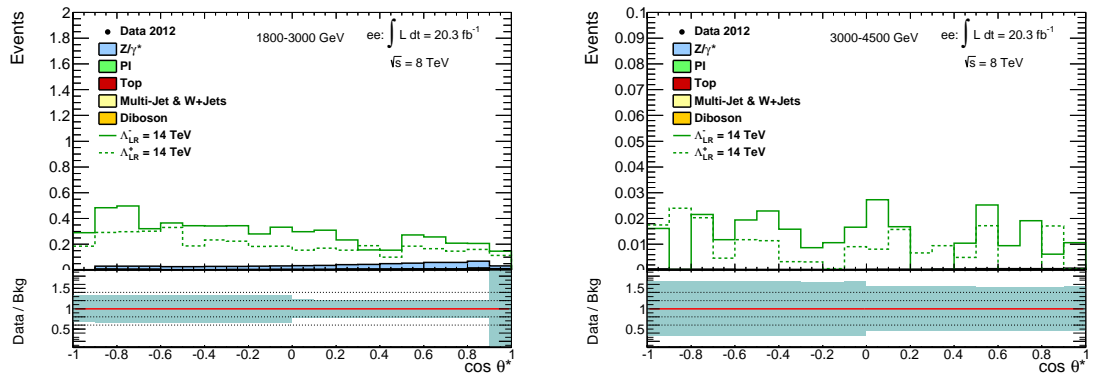 Events
2
1.8
1.6
1.4
1.2
1
0.8
0.6
0.4
0.2
0
Data 2012
Z/γ*
PI
Top
Multi-Jet & W+Jets
Diboson
Λ⁻LR = 14 TeV
Λ⁺LR = 14 TeV
1800-3000 GeV
ee: ∫ L dt = 20.3 fb⁻¹
√s = 8 TeV
Data / Bkg
1.5
1
0.5
-1 -0.8 -0.6 -0.4 -0.2 0 0.2 0.4 0.6 0.8 1
cos θ*
Events
0.1
0.09
0.08
0.07
0.06
0.05
0.04
0.03
0.02
0.01
0
Data 2012
Z/γ*
PI
Top
Multi-Jet & W+Jets
Diboson
Λ⁻LR = 14 TeV
Λ⁺LR = 14 TeV
3000-4500 GeV
ee: ∫ L dt = 20.3 fb⁻¹
√s = 8 TeV
Data / Bkg
1.5
1
0.5
-1 -0.8 -0.6 -0.4 -0.2 0 0.2 0.4 0.6 0.8 1
cos θ*